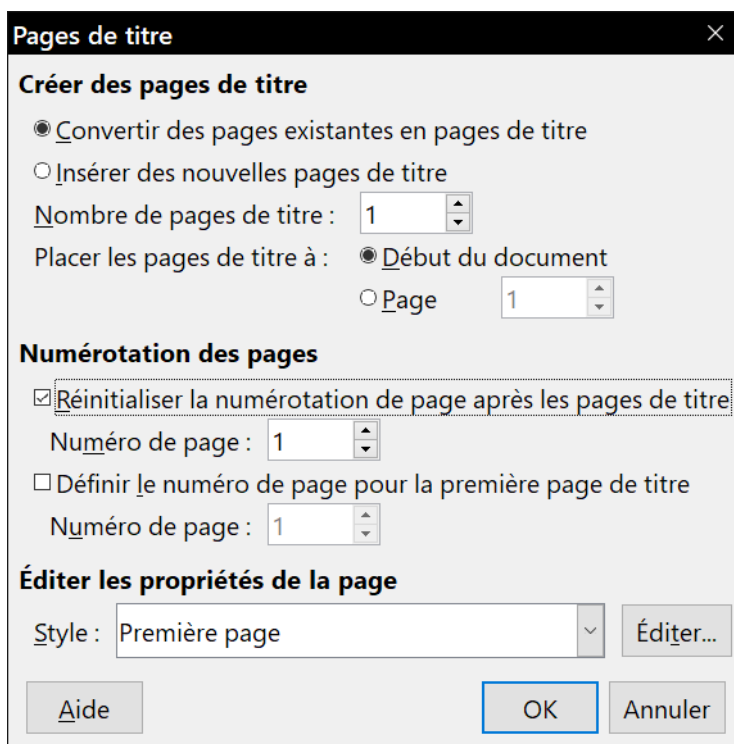 Pages de titre
Créer des pages de titre
Convertir des pages existantes en pages de titre
Insérer des nouvelles pages de titre
Nombre de pages de titre : 1
Placer les pages de titre à : Début du document
Page 1
Numérotation des pages
Réinitialiser la numérotation de page après les pages de titre
Numéro de page : 1
Définir le numéro de page pour la première page de titre
Numéro de page : 1
Éditer les propriétés de la page
Style : Première page Éditer...
Aide OK Annuler